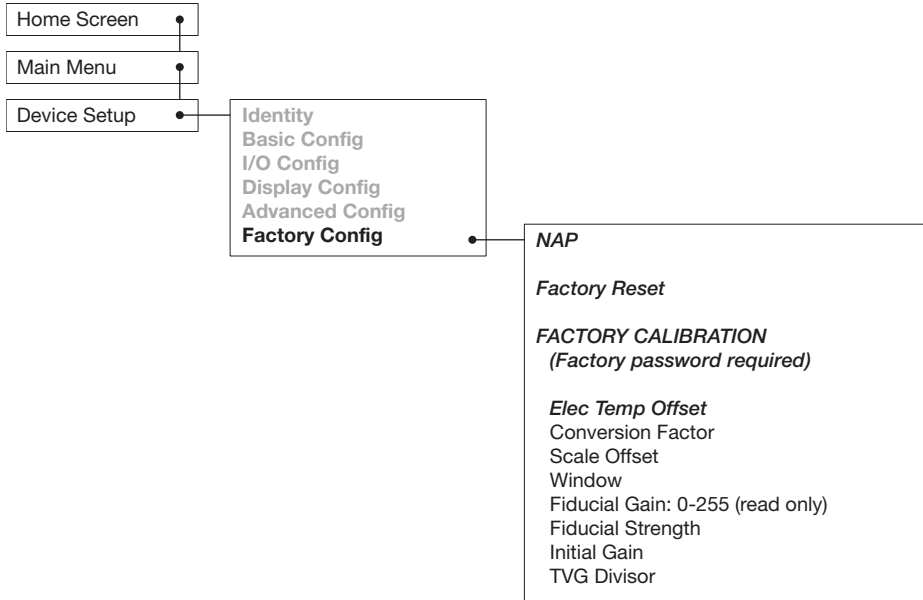 Home Screen
Main Menu
Device Setup
Identity
Basic Config
I/O Config
Display Config
Advanced Config
Factory Config
NAP
Factory Reset
FACTORY CALIBRATION
(Factory password required)
Elec Temp Offset
Conversion Factor
Scale Offset
Window
Fiducial Gain: 0-255 (read only)
Fiducial Strength
Initial Gain
TVG Divisor